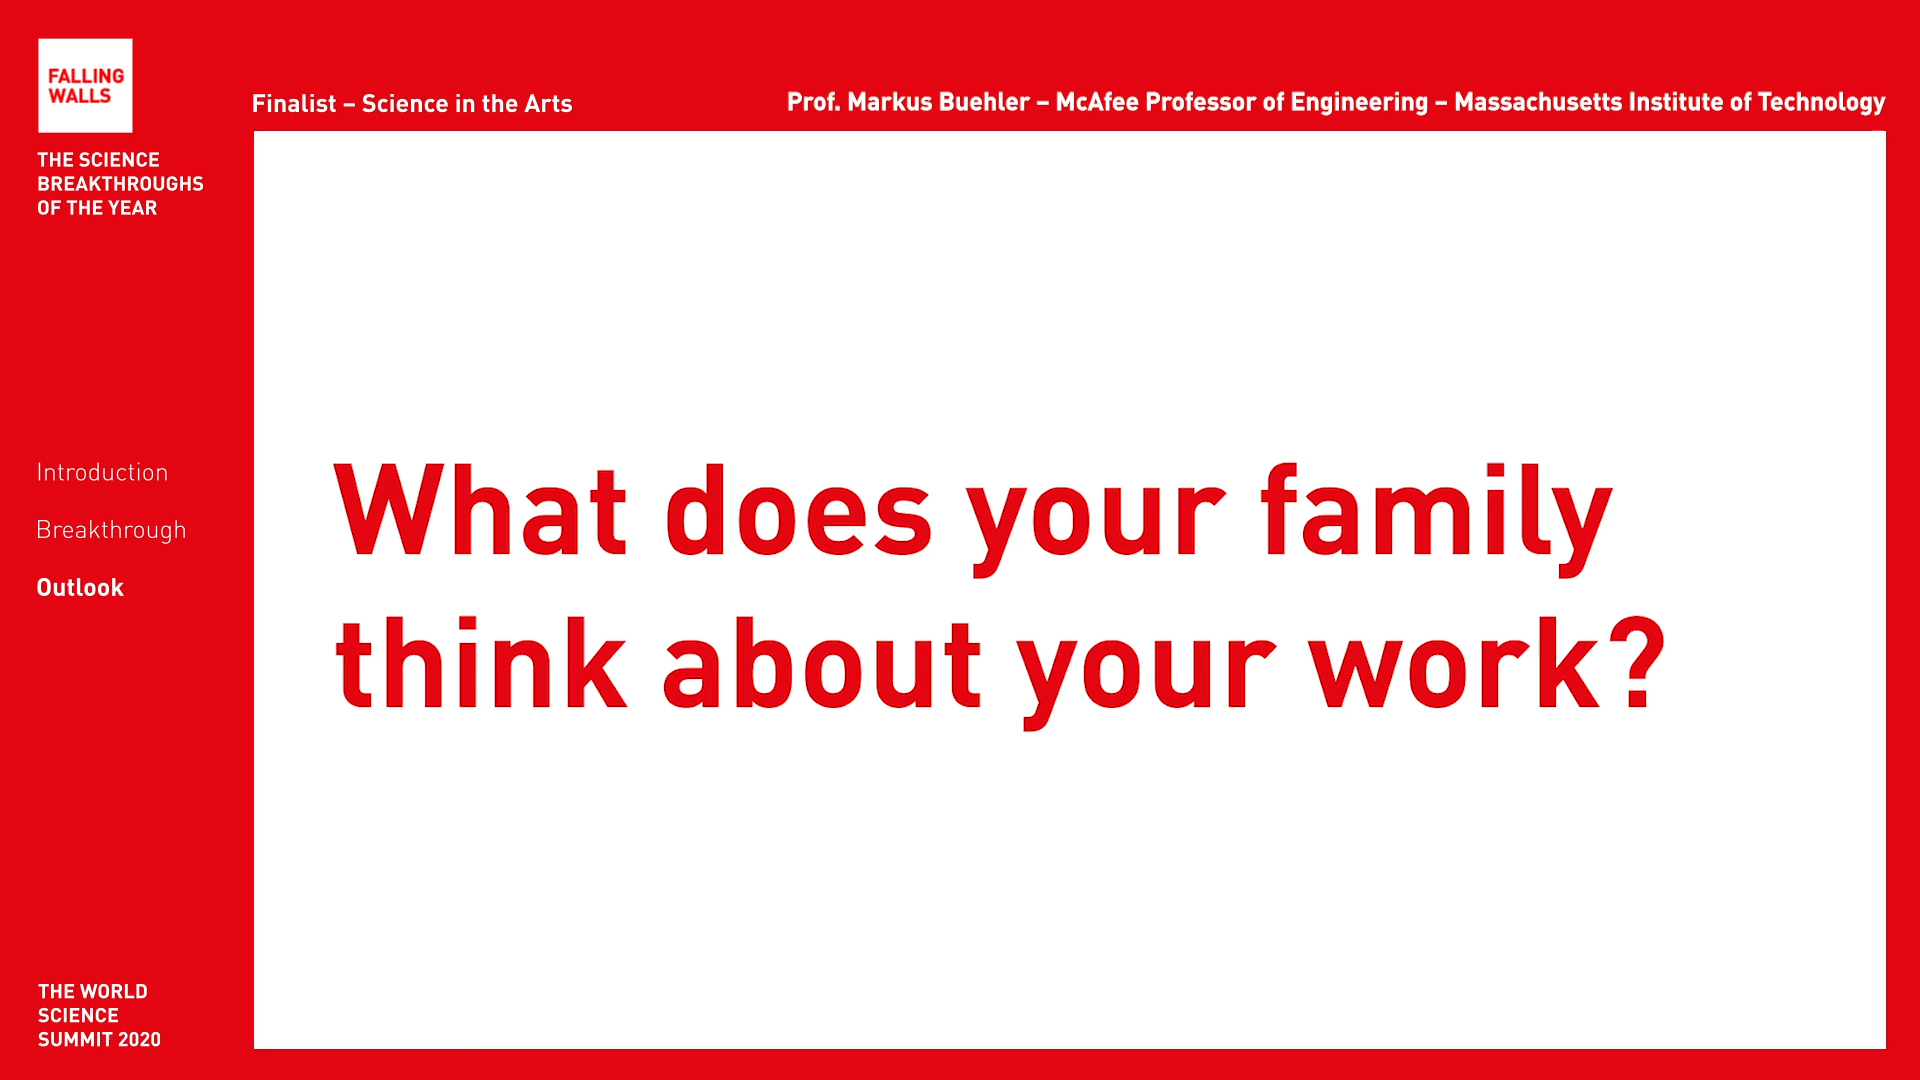 FALLING
WALLS
THE SCIENCE
BREAKTHROUGHS
OF THE YEAR
Finalist – Science in the Arts
Prof. Markus Buehler – McAfee Professor of Engineering – Massachusetts Institute of Technology
Introduction
Breakthrough
Outlook
What does your family
think about your work?
THE WORLD
SCIENCE
SUMMIT 2020